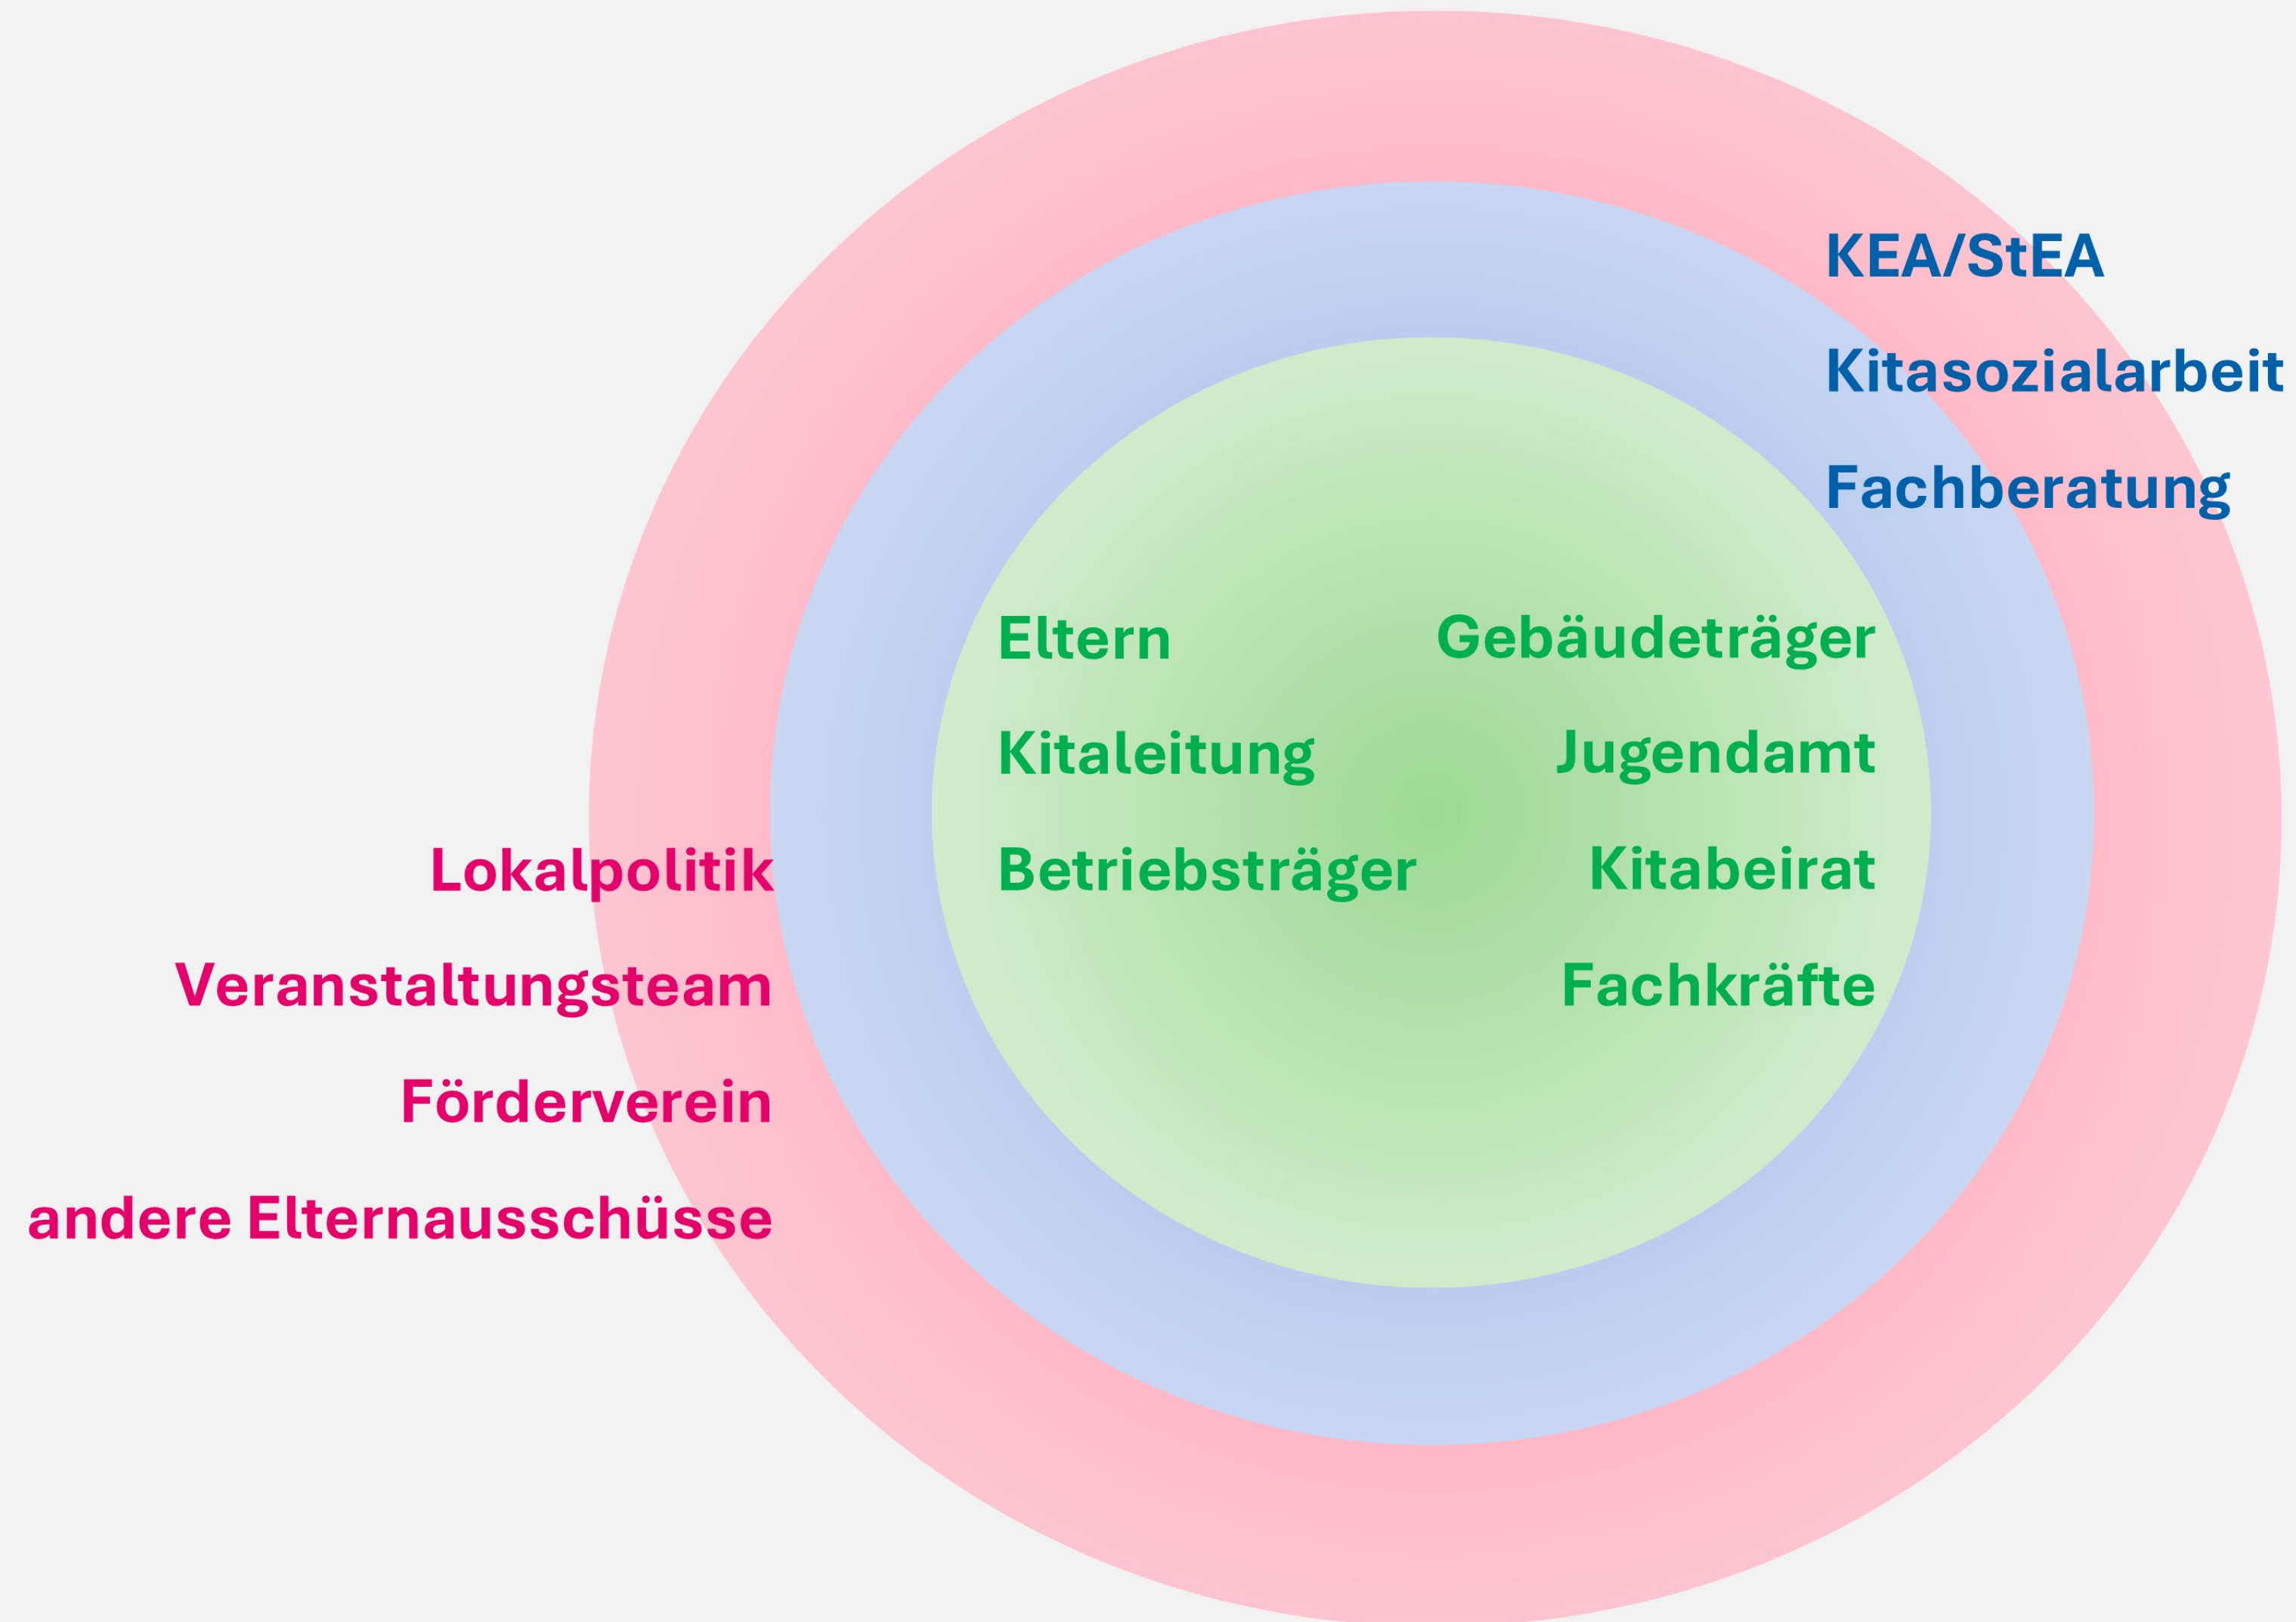 KEA/StEA
Kitasozialarbeit
Fachberatung
Eltern
Kitaleitung
Betriebsträger
Gebäudeträger
Jugendamt
Kitabeirat
Fachkräfte
Lokalpolitik
Veranstaltungsteam
Förderverein
andere Elternausschüsse